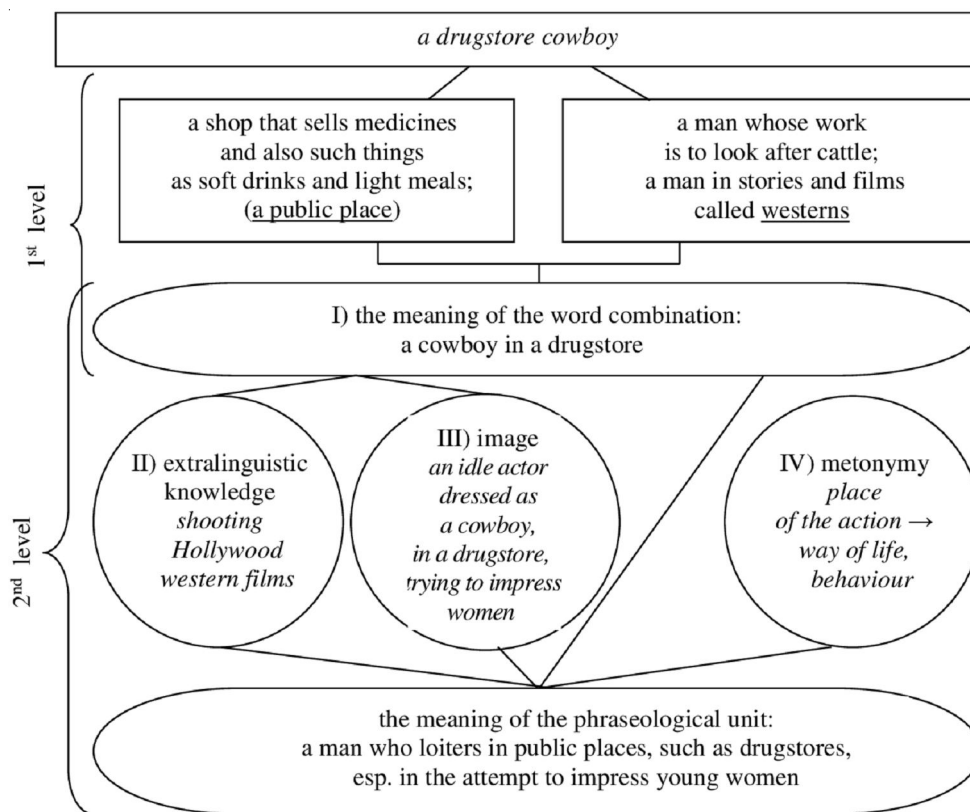 a drugstore cowboy
a shop that sells medicines
and also such things
as soft drinks and light meals;
(a public place)
a man whose work
is to look after cattle;
a man in stories and films
called westerns
1st level
I) the meaning of the word combination:
a cowboy in a drugstore
2nd level
II) extralinguistic
knowledge
shooting
Hollywood
western films
III) image
an idle actor
dressed as
a cowboy,
in a drugstore,
trying to impress
women
IV) metonymy
place
of the action →
way of life,
behaviour
the meaning of the phraseological unit:
a man who loiters in public places, such as drugstores,
esp. in the attempt to impress young women